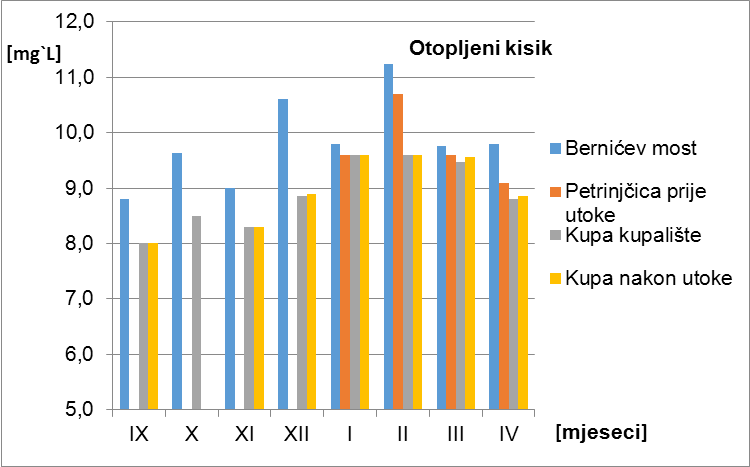 12,0
[mg`L]
Otopljeni kisik
11,0
10,0
9,0
8,0
7,0
6,0
5,0
Bernićev most
Petrinjčica prije
utoke
Kupa kupalište
Kupa nakon utoke
IX X XI XII I II III IV
[mjeseci]